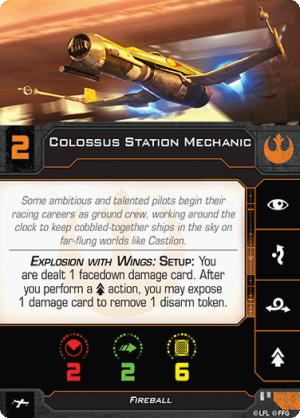 2 Colossus Station Mechanic
Some ambitious and talented pilots begin their
racing careers as ground crew, working around the
clock to keep cobbled-together ships in the sky on
far-flung worlds like Castilon.
Explosion with Wings: Setup: You
are dealt 1 facedown damage card. After
you perform a action, you may expose
1 damage card to remove 1 disarm token.
2 2 6
Fireball
© LFL © FFG